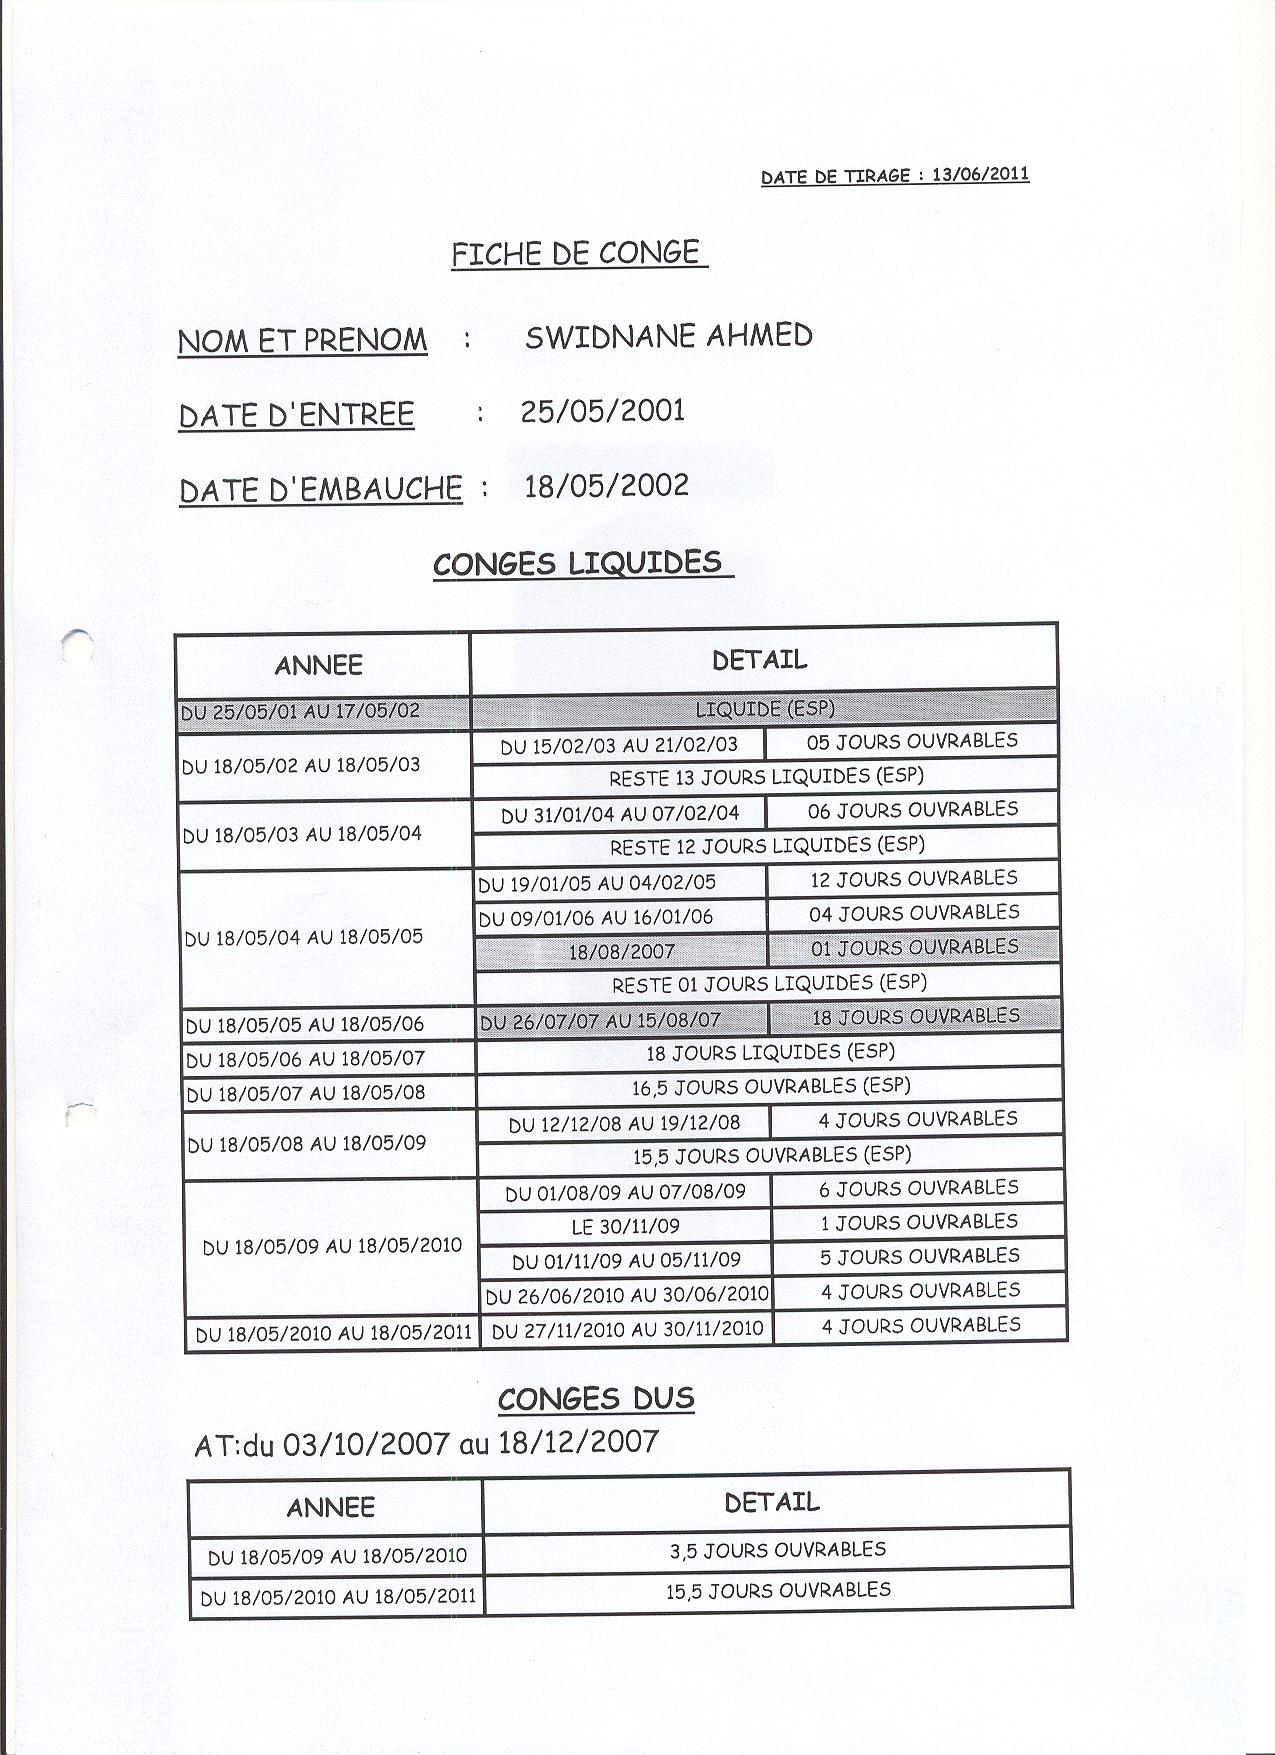 DATE DE TIRAGE : 13/06/2011
FICHE DE CONGE
NOM ET PRENOM : SWIDNANE AHMED
DATE D'ENTREE : 25/05/2001
DATE D'EMBAUCHE : 18/05/2002
CONGES LIQUIDES
ANNEE DETAIL
DU 25/05/01 AU 17/05/02 LIQUIDE (ESP)
DU 18/05/02 AU 18/05/03 DU 15/02/03 AU 21/02/03 05 JOURS OUVRABLES
RESTE 13 JOURS LIQUIDES (ESP)
DU 18/05/03 AU 18/05/04 DU 31/01/04 AU 07/02/04 06 JOURS OUVRABLES
RESTE 12 JOURS LIQUIDES (ESP)
DU 18/05/04 AU 18/05/05 DU 19/01/05 AU 04/02/05 12 JOURS OUVRABLES
DU 09/01/06 AU 16/01/06 04 JOURS OUVRABLES
18/08/2007 01 JOURS OUVRABLES
RESTE 01 JOURS LIQUIDES (ESP)
DU 18/05/05 AU 18/05/06 DU 26/07/07 AU 15/08/07 18 JOURS OUVRABLES
DU 18/05/06 AU 18/05/07 18 JOURS LIQUIDES (ESP)
DU 18/05/07 AU 18/05/08 16,5 JOURS OUVRABLES (ESP)
DU 18/05/08 AU 18/05/09 DU 12/12/08 AU 19/12/08 4 JOURS OUVRABLES
15,5 JOURS OUVRABLES (ESP)
DU 18/05/09 AU 18/05/2010 DU 01/08/09 AU 07/08/09 6 JOURS OUVRABLES
LE 30/11/09 1 JOURS OUVRABLES
DU 01/11/09 AU 05/11/09 5 JOURS OUVRABLES
DU 26/06/2010 AU 30/06/2010 4 JOURS OUVRABLES
DU 18/05/2010 AU 18/05/2011 DU 27/11/2010 AU 30/11/2010 4 JOURS OUVRABLES
CONGES DUS
AT:du 03/10/2007 au 18/12/2007
ANNEE DETAIL
DU 18/05/09 AU 18/05/2010 3,5 JOURS OUVRABLES
DU 18/05/2010 AU 18/05/2011 15,5 JOURS OUVRABLES